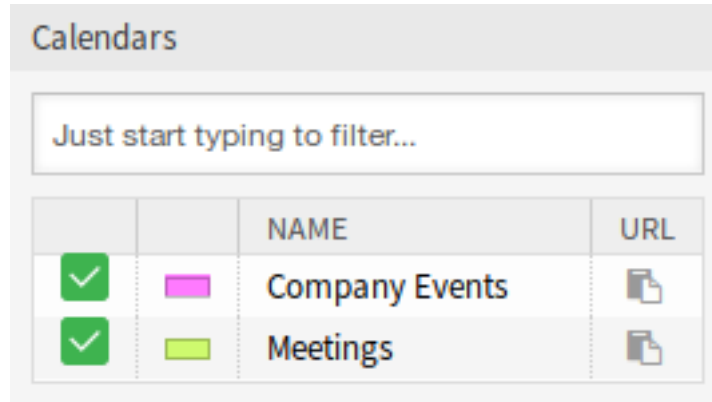 Calendars
Just start typing to filter...
NAME URL
Company Events
Meetings